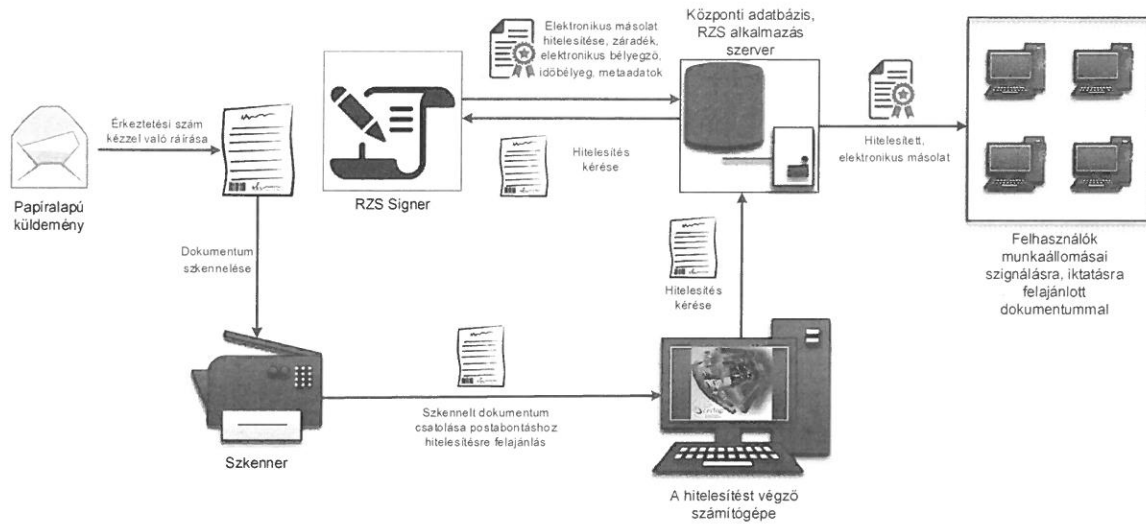 Központi adatbázis,
RZS alkalmazás
szerver
Elektronikus másolat
hitelesítése, záradék,
elektronikus bélyegző,
időbélyeg, metaadatok
Érkeztetési szám
kézzel való ráírása
Hitelesítés
kérése
Hitelesített,
elektronikus másolat
Papíralapú
küldemény
RZS Signer
Dokumentum
szkennelése
Hitelesítés
kérése
Felhasználók
munkaállomásai
szignálásra, iktatásra
felajánlott
dokumentummal
Szkennelt dokumentum
csatolása postabontáshoz
hitelesítésre felajánlás
Szkenner
A hitelesítést végző
számítógépe